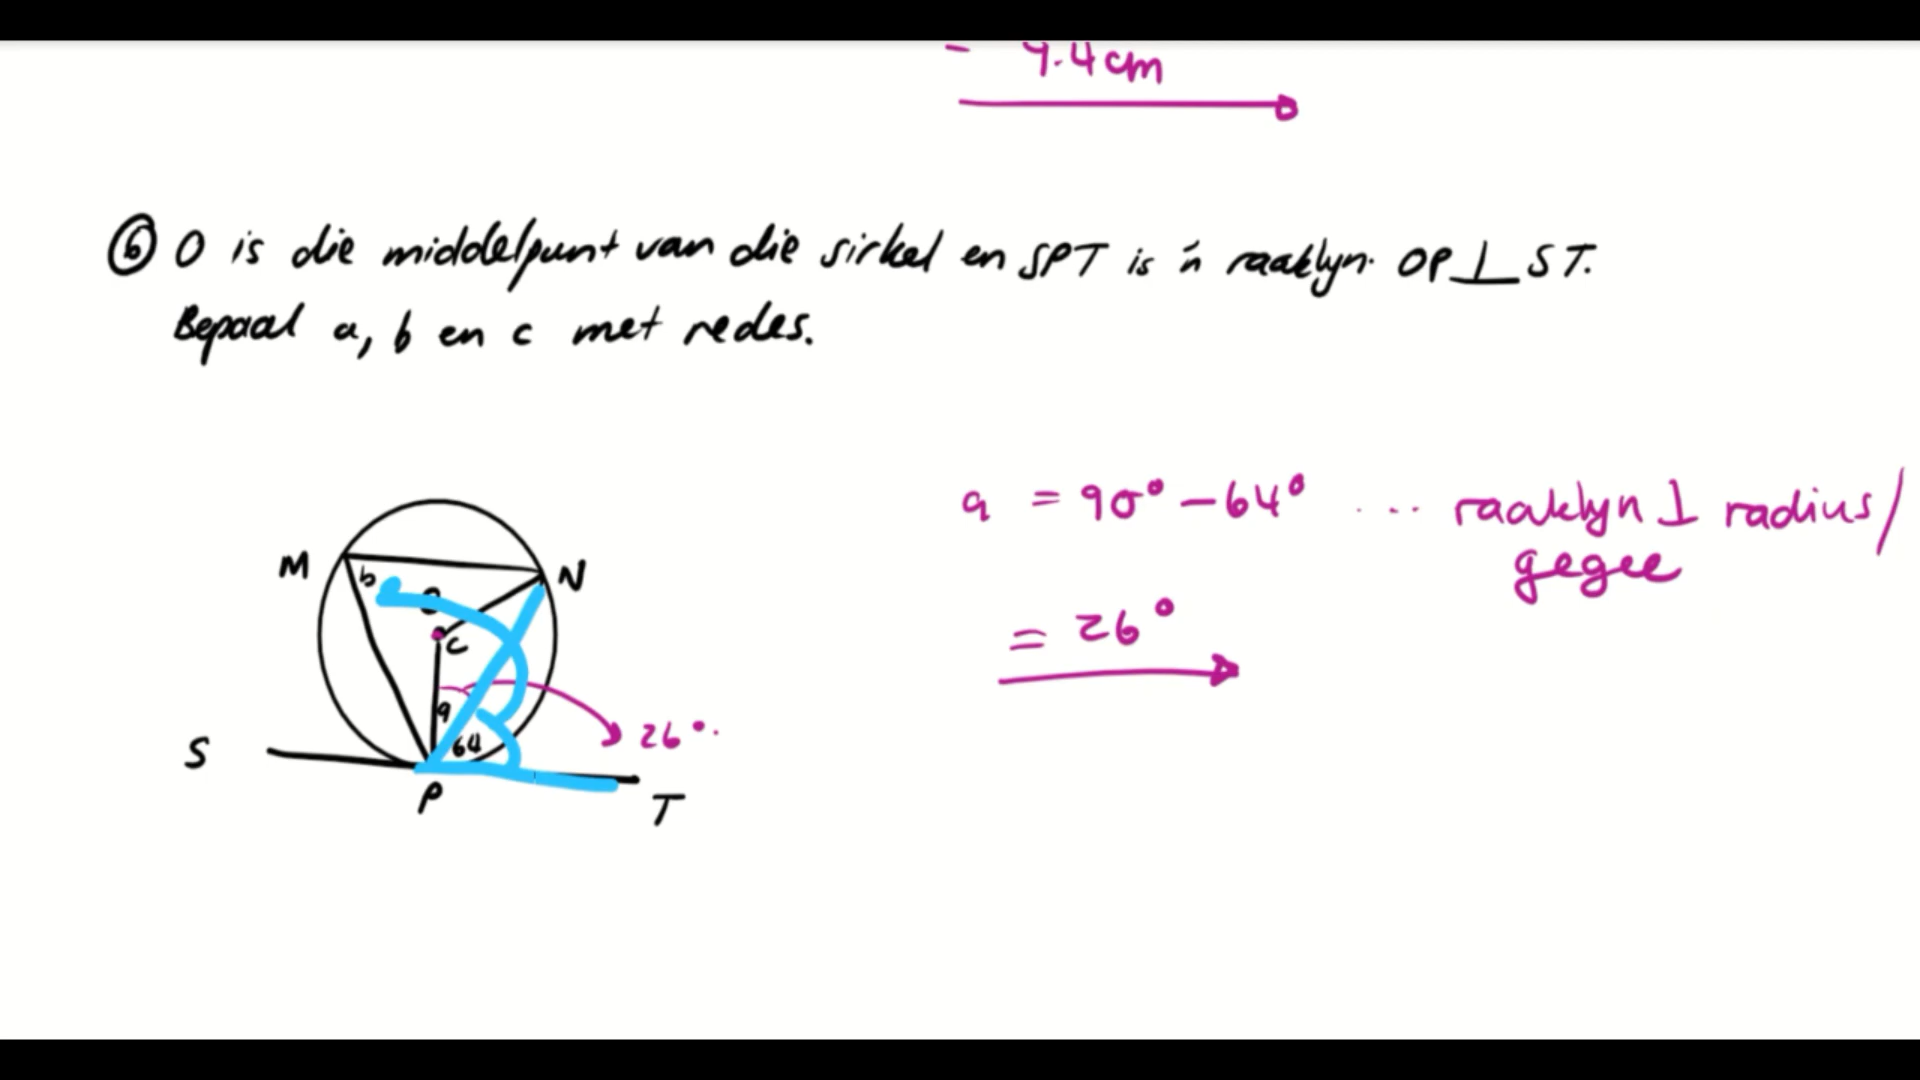 = 9.4cm
⑥ O is die middelpunt van die sirkel en SPT is 'n raaklyn. OP ⊥ ST.
Bepaal a, b en c met redes.
a = 90° - 64° ... raaklyn ⊥ radius/
gegee
= 26°
M
b
O
N
c
a
26°.
S
64
P
T